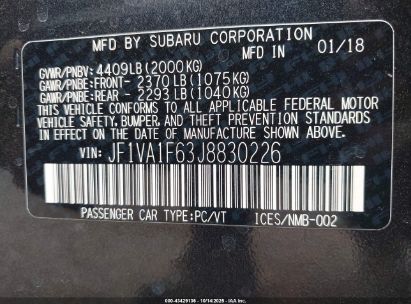 MFD BY SUBARU CORPORATION
IN 01/18
GVWR/PNBV: 4409LB(2000KG)
GAWR/PNBE:FRONT- 2370LB(1075KG)
GAWR/PNBE:REAR - 2293LB(1040KG)
THIS VEHICLE CONFORMS TO ALL APPLICABLE FEDERAL MOTOR
VEHICLE SAFETY, BUMPER, AND THEFT PREVENTION STANDARDS
IN EFFECT ON THE DATE OF MANUFACTURE SHOWN ABOVE.
VIN: JF1VA1F63J8830226
PASSENGER CAR TYPE:PC/VT ICES/NMB-002